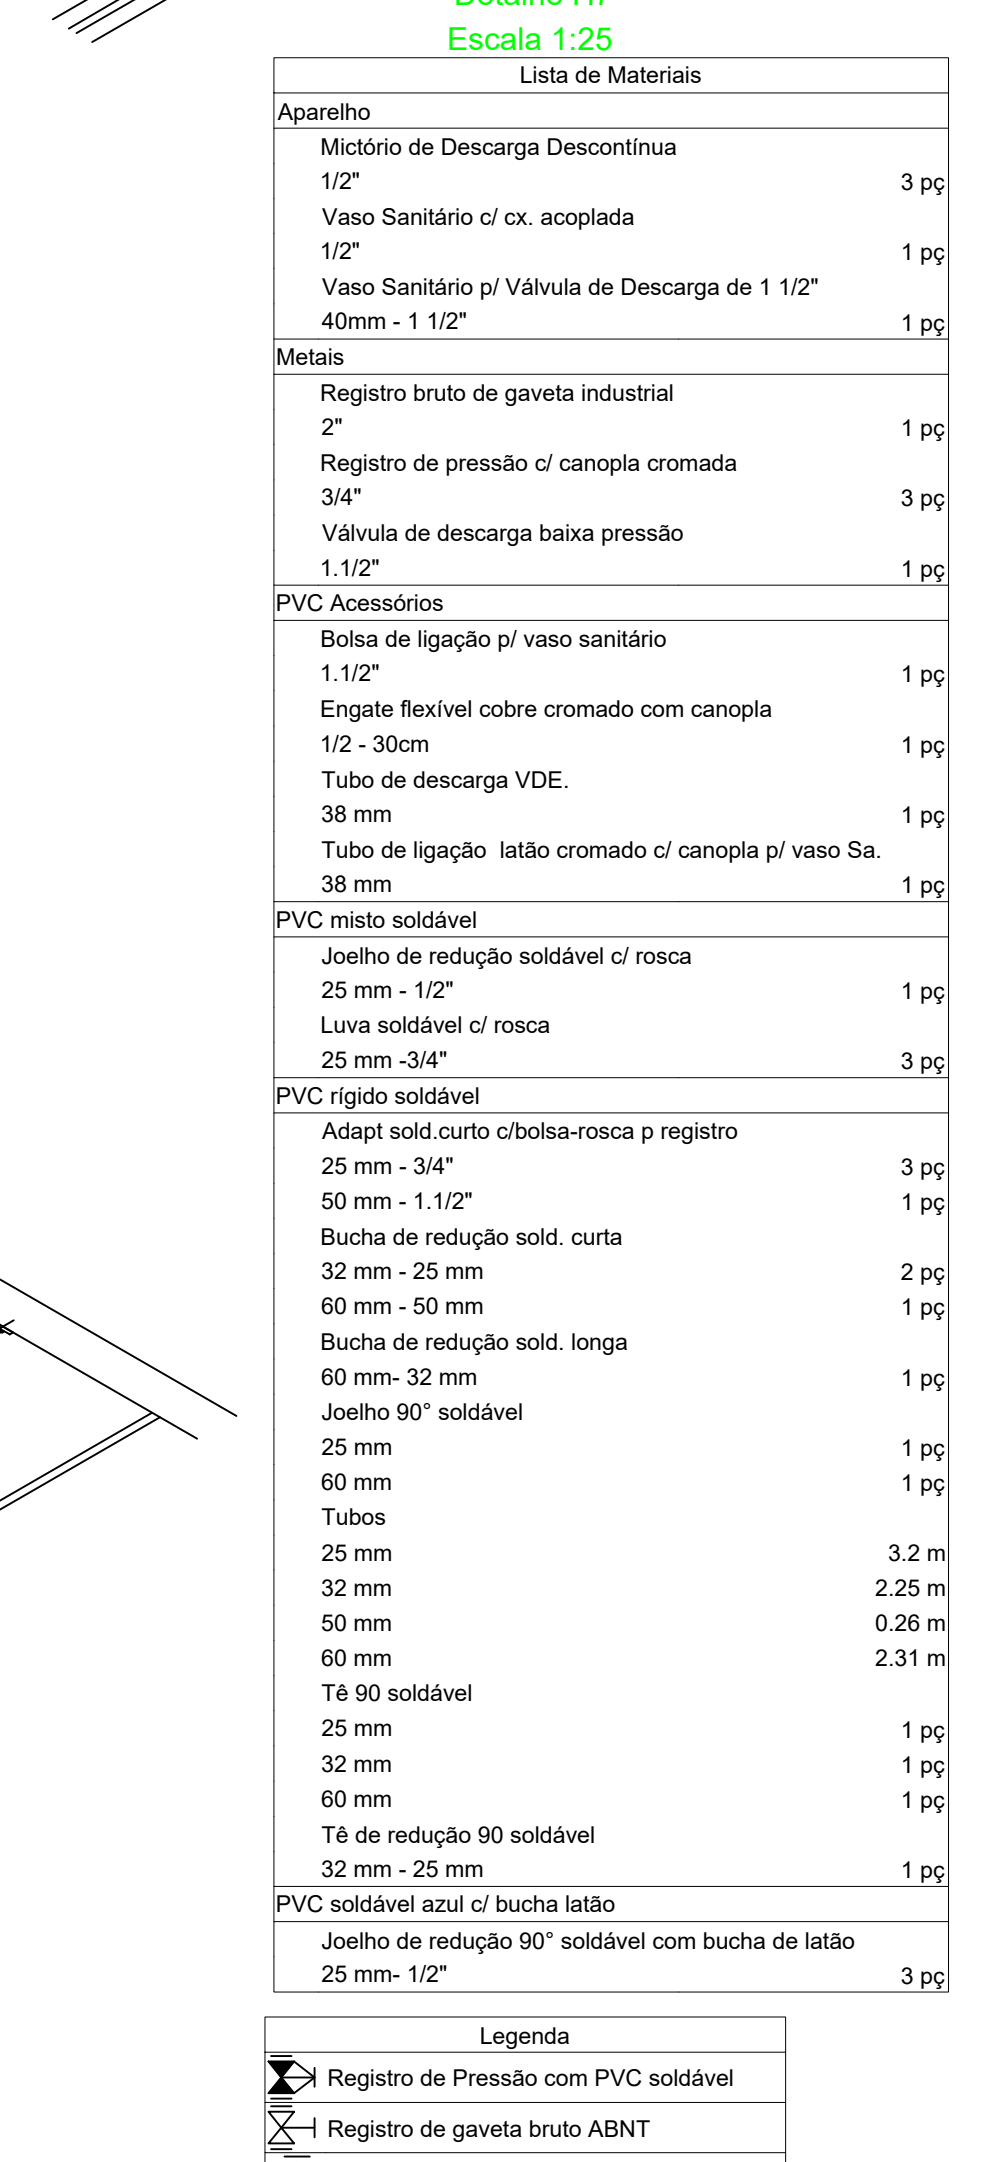 Escala 1:25
Lista de Materiais
Aparelho
Mictório de Descarga Descontínua
1/2" 3 pç
Vaso Sanitário c/ cx. acoplada
1/2" 1 pç
Vaso Sanitário p/ Válvula de Descarga de 1 1/2"
40mm - 1 1/2" 1 pç
Metais
Registro bruto de gaveta industrial
2" 1 pç
Registro de pressão c/ canopla cromada
3/4" 3 pç
Válvula de descarga baixa pressão
1.1/2" 1 pç
PVC Acessórios
Bolsa de ligação p/ vaso sanitário
1.1/2" 1 pç
Engate flexível cobre cromado com canopla
1/2 - 30cm 1 pç
Tubo de descarga VDE.
38 mm 1 pç
Tubo de ligação latão cromado c/ canopla p/ vaso Sa.
38 mm 1 pç
PVC misto soldável
Joelho de redução soldável c/ rosca
25 mm - 1/2" 1 pç
Luva soldável c/ rosca
25 mm -3/4" 3 pç
PVC rígido soldável
Adapt sold.curto c/bolsa-rosca p registro
25 mm - 3/4" 3 pç
50 mm - 1.1/2" 1 pç
Bucha de redução sold. curta
32 mm - 25 mm 2 pç
60 mm - 50 mm 1 pç
Bucha de redução sold. longa
60 mm- 32 mm 1 pç
Joelho 90° soldável
25 mm 1 pç
60 mm 1 pç
Tubos
25 mm 3.2 m
32 mm 2.25 m
50 mm 0.26 m
60 mm 2.31 m
Tê 90 soldável
25 mm 1 pç
32 mm 1 pç
60 mm 1 pç
Tê de redução 90 soldável
32 mm - 25 mm 1 pç
PVC soldável azul c/ bucha latão
Joelho de redução 90° soldável com bucha de latão
25 mm- 1/2" 3 pç
Legenda
Registro de Pressão com PVC soldável
Registro de gaveta bruto ABNT